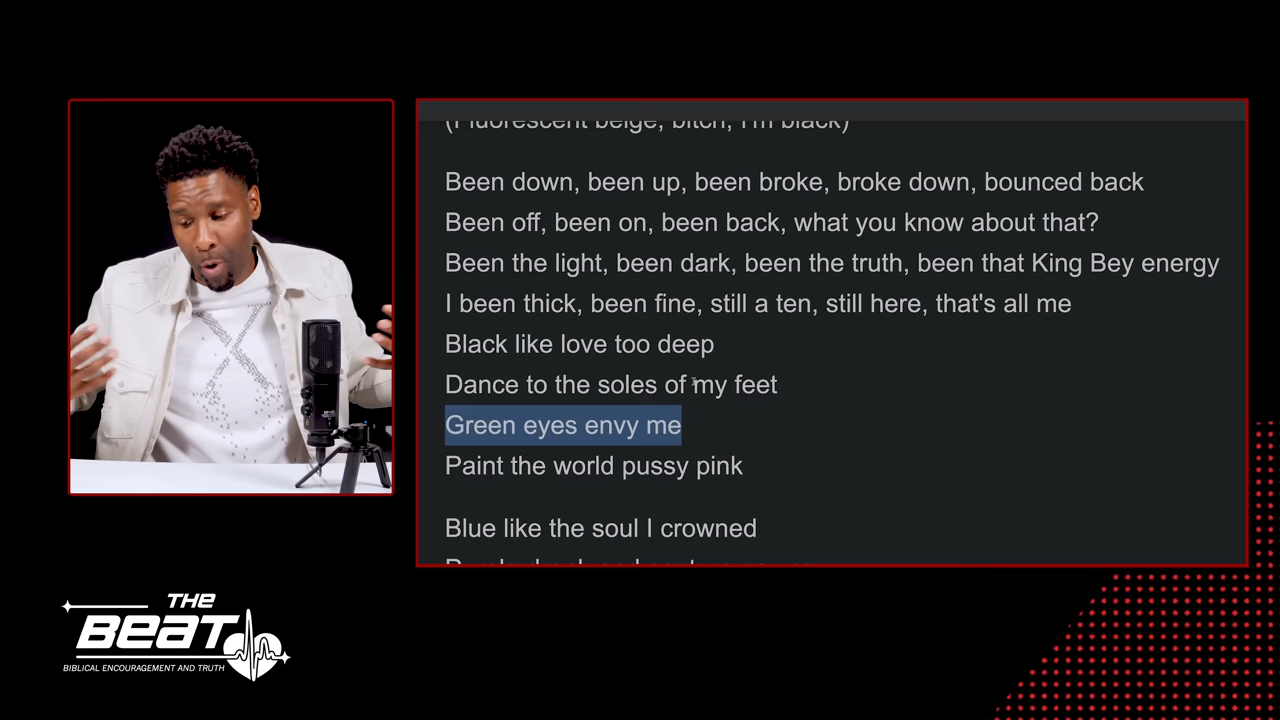 (Fluorescent beige, bitch, I'm black)
Been down, been up, been broke, broke down, bounced back
Been off, been on, been back, what you know about that?
Been the light, been dark, been the truth, been that King Bey energy
I been thick, been fine, still a ten, still here, that's all me
Black like love too deep
Dance to the soles of my feet
Green eyes envy me
Paint the world pussy pink
Blue like the soul I crowned
THE
BEAT
BIBLICAL ENCOURAGEMENT AND TRUTH